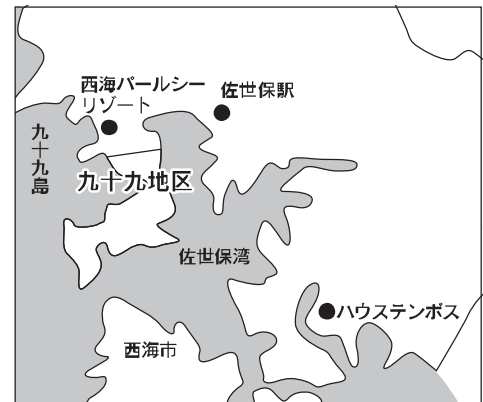 西海パールシー
リゾート
佐世保駅
九十九島
九十九地区
佐世保湾
ハウステンボス
西海市